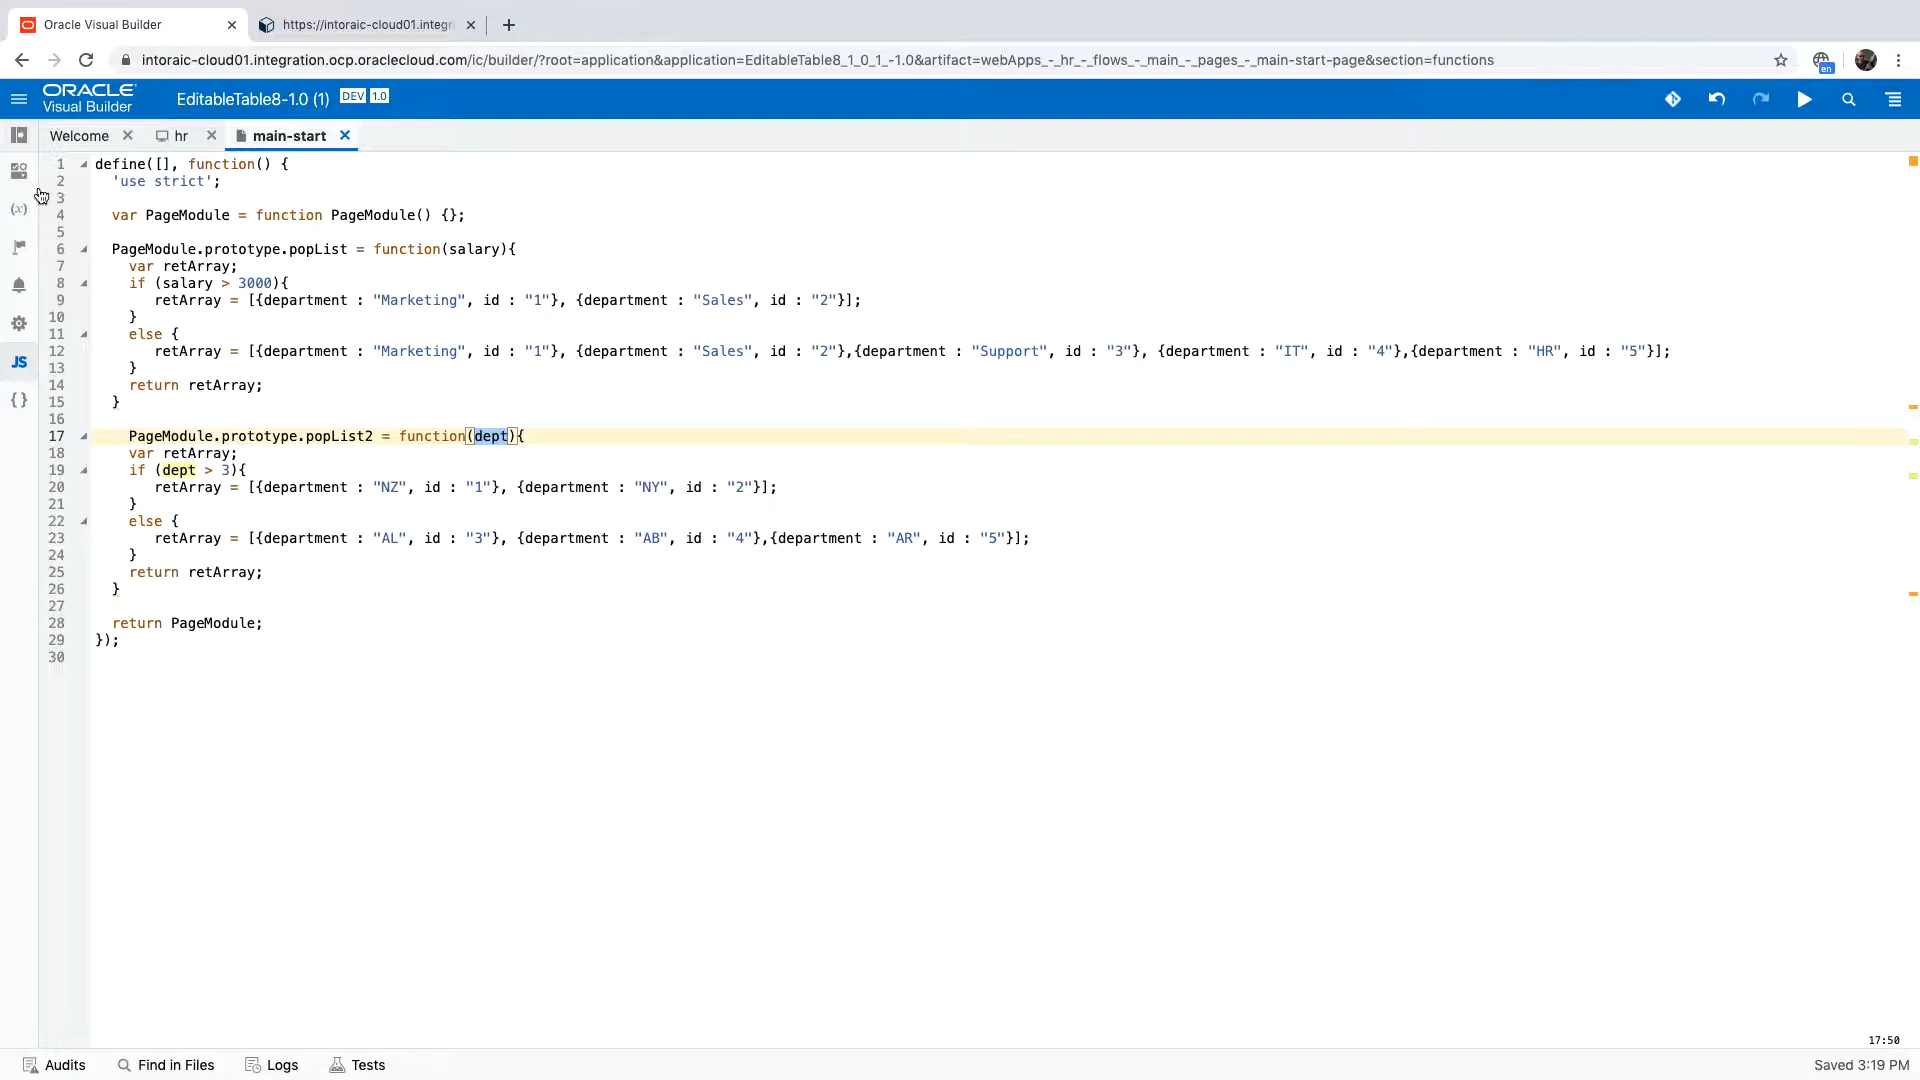 Oracle Visual Builder
https://intoraic-cloud01.integr
intoraic-cloud01.integration.ocp.oraclecloud.com/ic/builder/?root=application&application=EditableTable8_1_0_1_-1.0&artifact=webApps_-_hr_-_flows_-_main_-_pages_-_main-start-page&section=functions
en
ORACLE
Visual Builder
EditableTable8-1.0 (1) DEV 1.0
Welcome hr main-start
1 define([], function() {
2 'use strict';
3
4 var PageModule = function PageModule() {};
5
6 PageModule.prototype.popList = function(salary){
7 var retArray;
8 if (salary > 3000){
9 retArray = [{department : "Marketing", id : "1"}, {department : "Sales", id : "2"}];
10 }
11 else {
12 retArray = [{department : "Marketing", id : "1"}, {department : "Sales", id : "2"},{department : "Support", id : "3"}, {department : "IT", id : "4"},{department : "HR", id : "5"}];
13 }
14 return retArray;
15 }
16
17 PageModule.prototype.popList2 = function(dept){
18 var retArray;
19 if (dept > 3){
20 retArray = [{department : "NZ", id : "1"}, {department : "NY", id : "2"}];
21 }
22 else {
23 retArray = [{department : "AL", id : "3"}, {department : "AB", id : "4"},{department : "AR", id : "5"}];
24 }
25 return retArray;
26 }
27
28 return PageModule;
29 });
30
(x)
JS
{ }
17:50
Audits Find in Files Logs Tests
Saved 3:19 PM